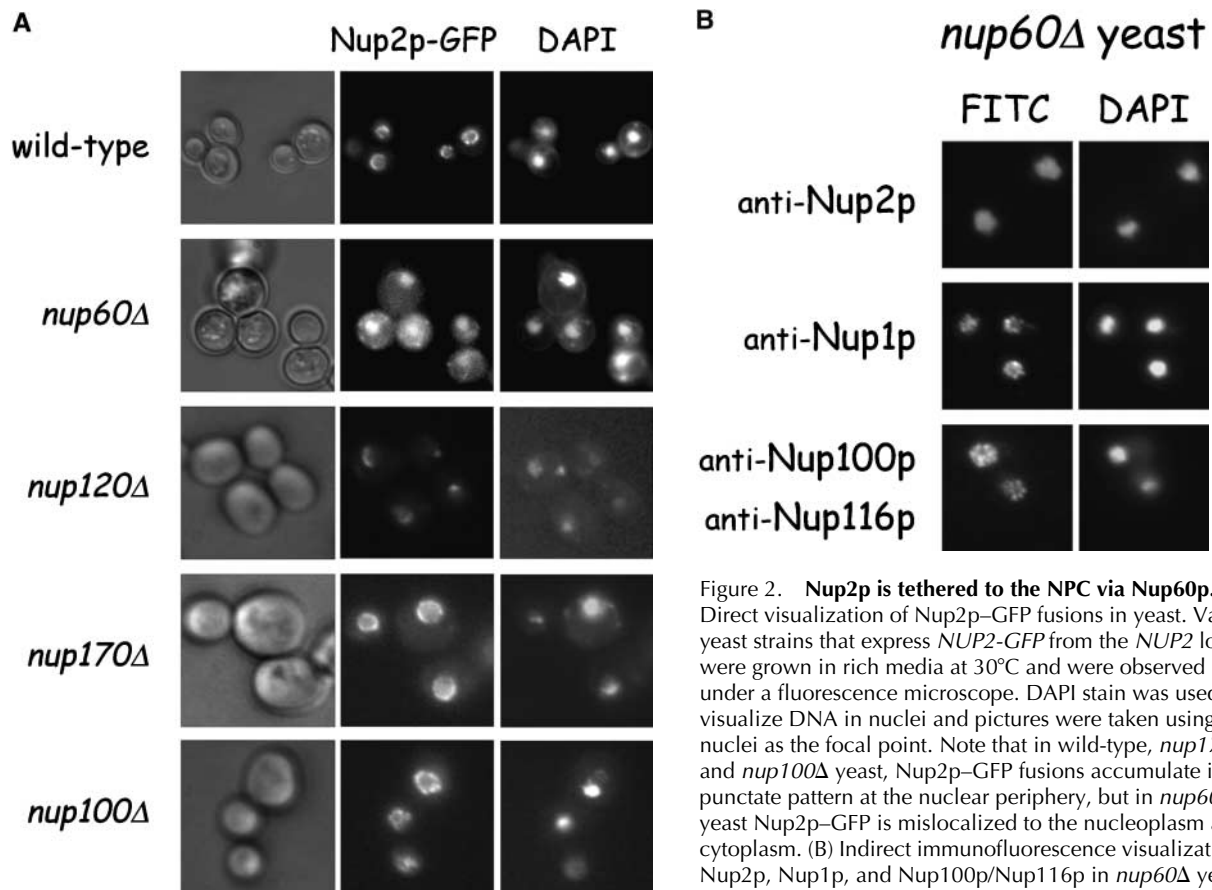 A
Nup2p-GFP DAPI
wild-type
nup60Δ
nup120Δ
nup170Δ
nup100Δ
B
nup60Δ yeast
FITC DAPI
anti-Nup2p
anti-Nup1p
anti-Nup100p
anti-Nup116p
Figure 2. Nup2p is tethered to the NPC via Nup60p.
Direct visualization of Nup2p–GFP fusions in yeast. Va
yeast strains that express NUP2-GFP from the NUP2 lo
were grown in rich media at 30°C and were observed
under a fluorescence microscope. DAPI stain was used
visualize DNA in nuclei and pictures were taken using
nuclei as the focal point. Note that in wild-type, nup1
and nup100Δ yeast, Nup2p–GFP fusions accumulate i
punctate pattern at the nuclear periphery, but in nup6
yeast Nup2p–GFP is mislocalized to the nucleoplasm
cytoplasm. (B) Indirect immunofluorescence visualizat
Nup2p, Nup1p, and Nup100p/Nup116p in nup60Δ ye